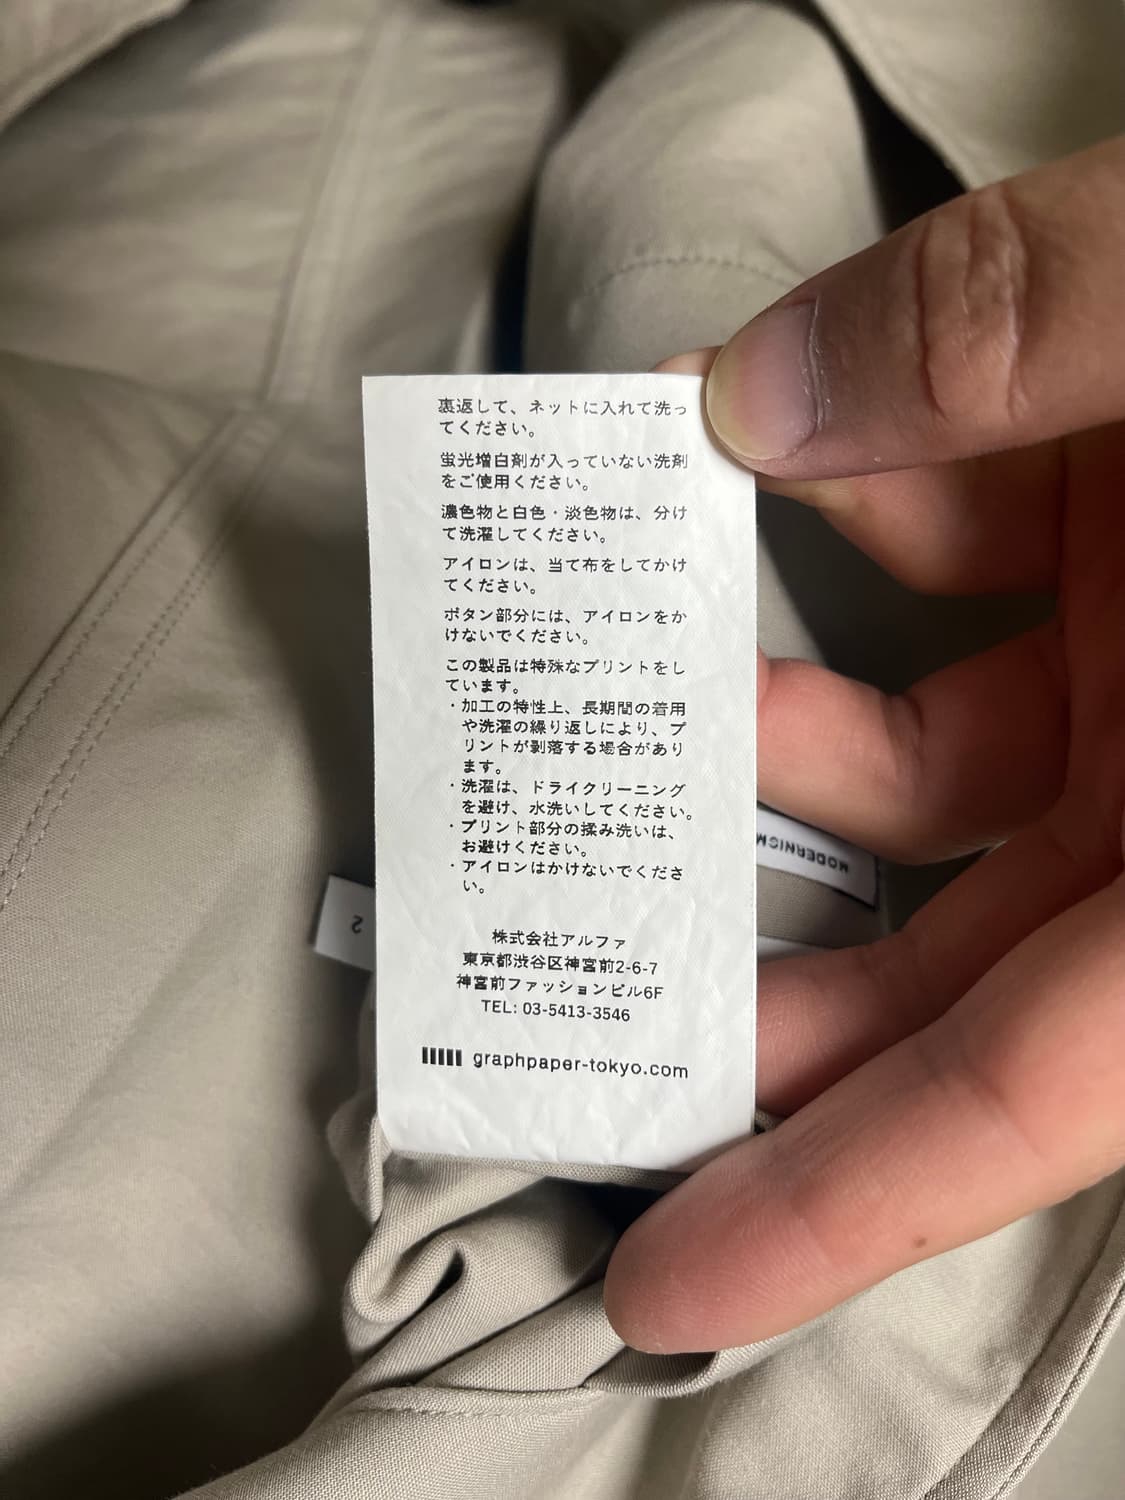 裏返して、ネットに入れて洗っ
てください。
蛍光増白剤が入っていない洗剤
をご使用ください。
濃色物と白色・淡色物は、分け
て洗濯してください。
アイロンは、当て布をしてかけ
てください。
ボタン部分には、アイロンをか
けないでください。
この製品は特殊なプリントをし
ています。
・加工の特性上、長期間の着用
や洗濯の繰り返しにより、プ
リントが剥落する場合があり
ます。
・洗濯は、ドライクリーニング
を避け、水洗いしてください。
・プリント部分の揉み洗いは、
お避けください。
・アイロンはかけないでくださ
い。
株式会社アルファ
東京都渋谷区神宮前2-6-7
神宮前ファッションビル6F
TEL: 03-5413-3546
graphpaper-tokyo.com
MODERNISM
2